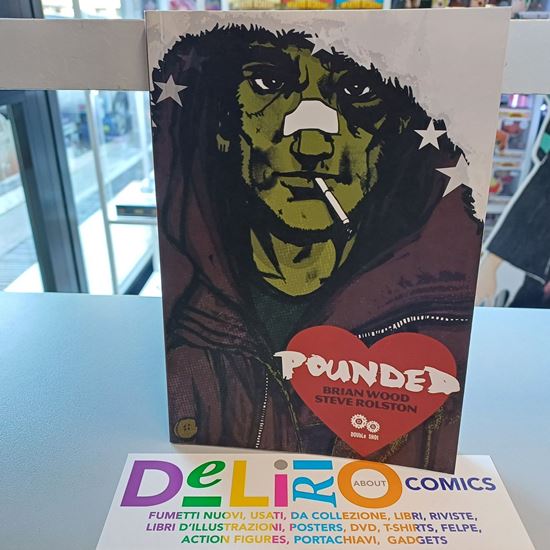 POUNDED
BRIAN WOOD
STEVE ROLSTON
DOUBLE SHOT
DeLiRiO ABOUT COMICS
FUMETTI NUOVI, USATI, DA COLLEZIONE, LIBRI, RIVISTE,
LIBRI D'ILLUSTRAZIONI, POSTERS, DVD, T-SHIRTS, FELPE,
ACTION FIGURES, PORTACHIAVI, GADGETS